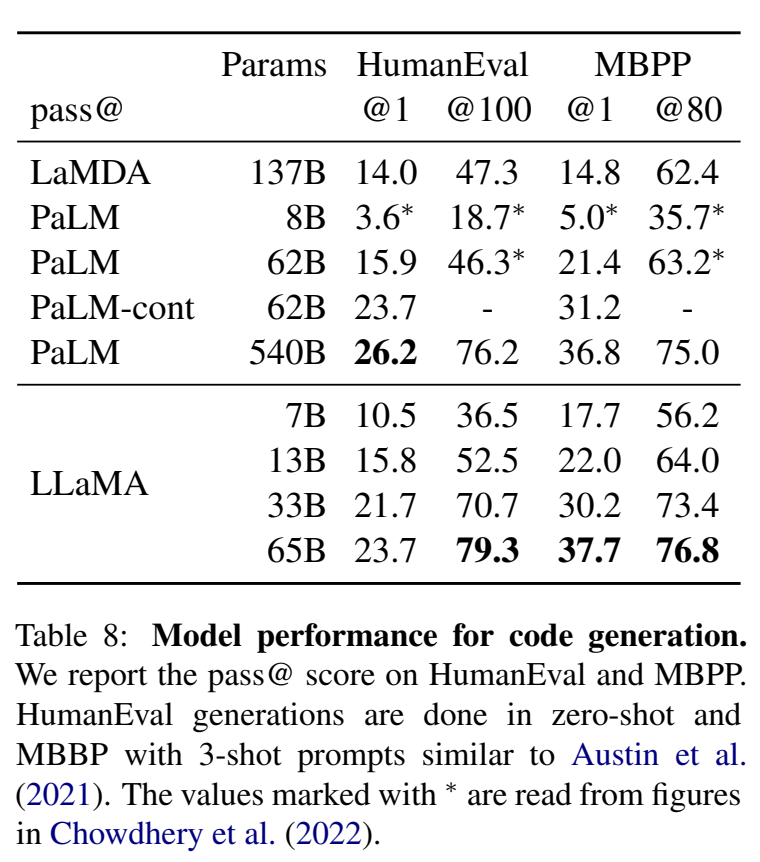 Params HumanEval MBPP
pass@ @1 @100 @1 @80
LaMDA 137B 14.0 47.3 14.8 62.4
PaLM 8B 3.6* 18.7* 5.0* 35.7*
PaLM 62B 15.9 46.3* 21.4 63.2*
PaLM-cont 62B 23.7 - 31.2 -
PaLM 540B 26.2 76.2 36.8 75.0
LLaMA
7B 10.5 36.5 17.7 56.2
13B 15.8 52.5 22.0 64.0
33B 21.7 70.7 30.2 73.4
65B 23.7 79.3 37.7 76.8
Table 8: Model performance for code generation.
We report the pass@ score on HumanEval and MBPP.
HumanEval generations are done in zero-shot and
MBBP with 3-shot prompts similar to Austin et al.
(2021). The values marked with * are read from figures
in Chowdhery et al. (2022).